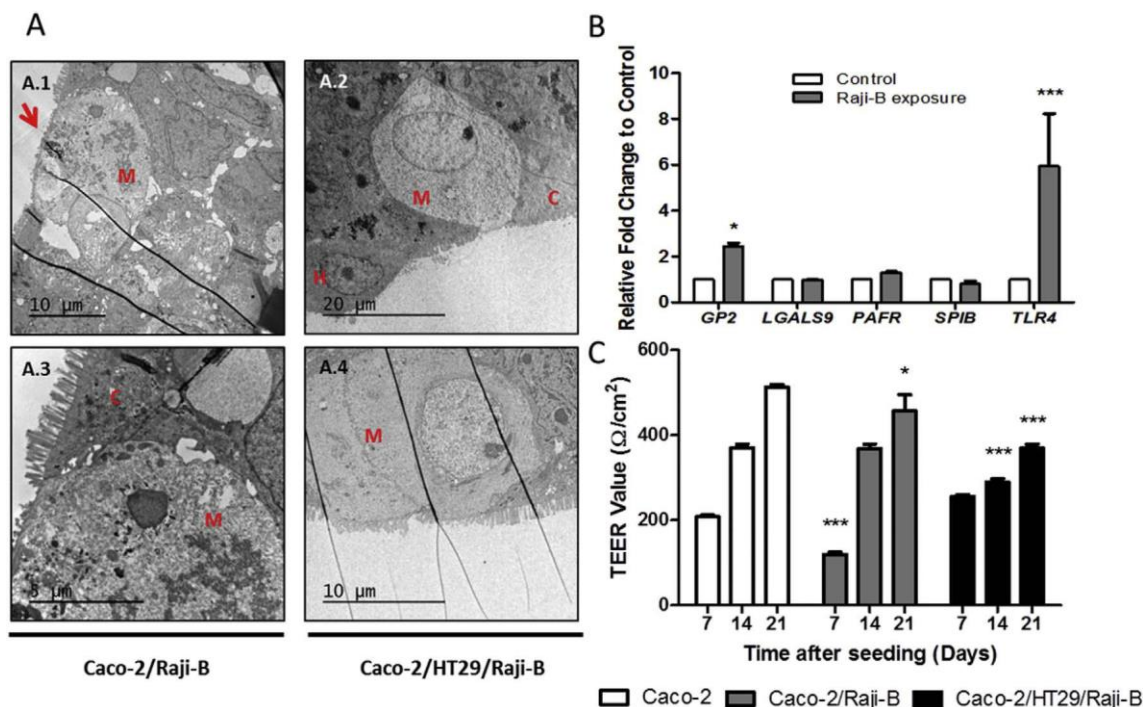 A
A.1
M
10 µm
A.2
M
C
H
20 µm
A.3
C
M
8 µm
A.4
M
10 µm
Caco-2/Raji-B
Caco-2/HT29/Raji-B
B
Relative Fold Change to Control
10
8
6
4
2
0
Control
Raji-B exposure
*
***
GP2 LGALS9 PAFR SPIB TLR4
C
TEER Value (Ω/cm²)
600
400
200
0
***
*
***
***
7 14 21 7 14 21 7 14 21
Time after seeding (Days)
Caco-2 Caco-2/Raji-B Caco-2/HT29/Raji-B